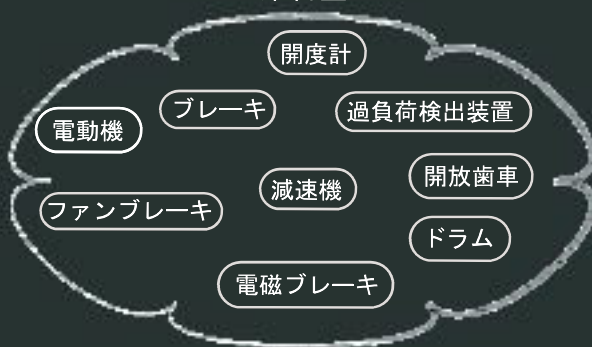 開度計
ブレーキ
過負荷検出装置
電動機
減速機
開放歯車
ファンブレーキ
ドラム
電磁ブレーキ